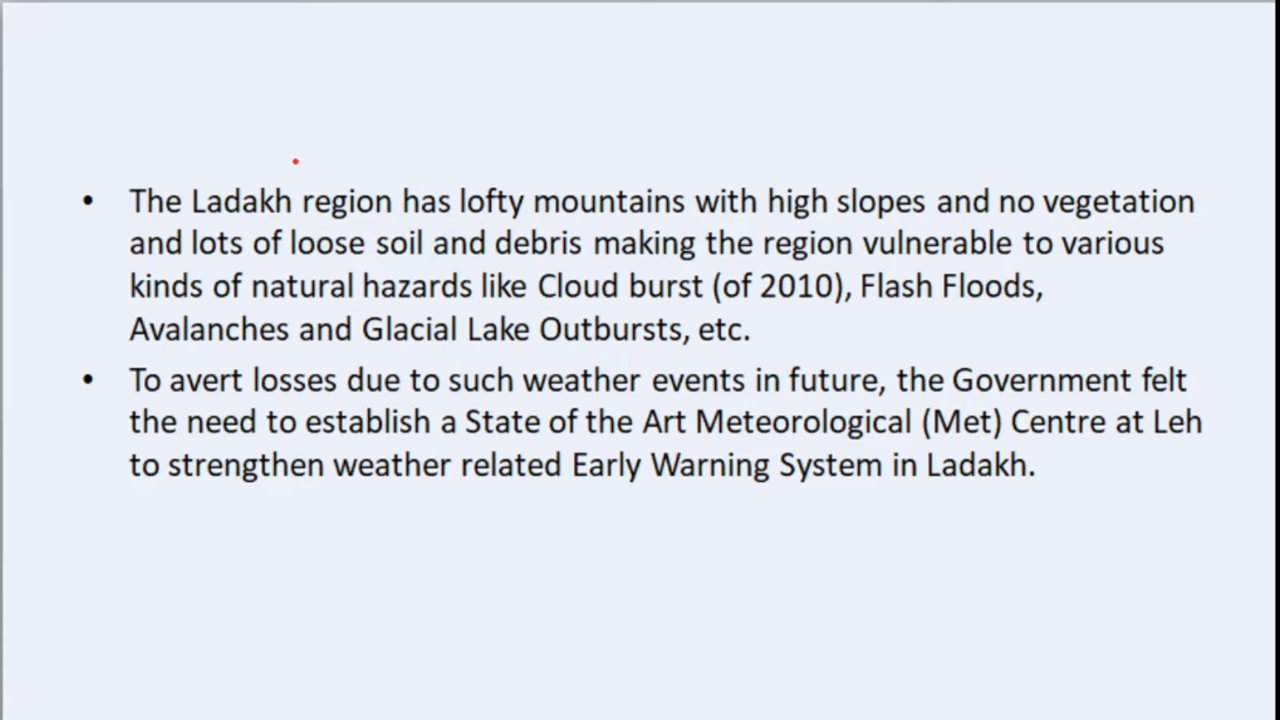 • The Ladakh region has lofty mountains with high slopes and no vegetation
and lots of loose soil and debris making the region vulnerable to various
kinds of natural hazards like Cloud burst (of 2010), Flash Floods,
Avalanches and Glacial Lake Outbursts, etc.
• To avert losses due to such weather events in future, the Government felt
the need to establish a State of the Art Meteorological (Met) Centre at Leh
to strengthen weather related Early Warning System in Ladakh.